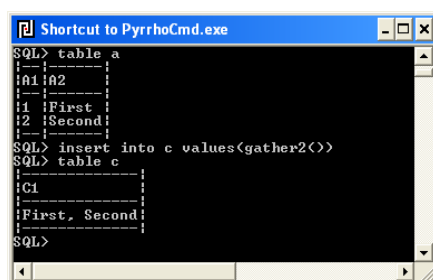 Shortcut to PyrrhoCmd.exe
SQL> table a
|--|------|
|A1|A2    |
|--|------|
|1 |First |
|2 |Second|
|--|------|
SQL> insert into c values(gather2())
SQL> table c
|-------------|
|C1           |
|-------------|
|First, Second|
|-------------|
SQL>